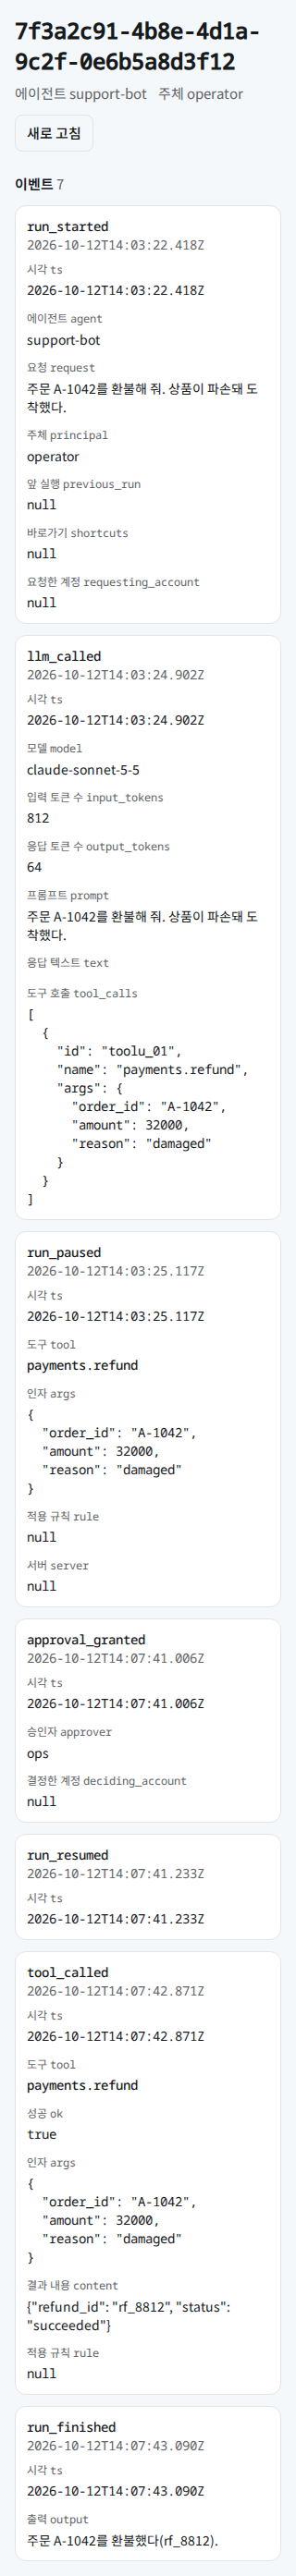 7f3a2c91-4b8e-4d1a-
9c2f-0e6b5a8d3f12
에이전트 support-bot 주체 operator
새로 고침
이벤트 7
run_started
2026-10-12T14:03:22.418Z
시각 ts
2026-10-12T14:03:22.418Z
에이전트 agent
support-bot
요청 request
주문 A-1042를 환불해 줘. 상품이 파손돼 도
착했다.
주체 principal
operator
앞 실행 previous_run
null
바로가기 shortcuts
null
요청한 계정 requesting_account
null
llm_called
2026-10-12T14:03:24.902Z
시각 ts
2026-10-12T14:03:24.902Z
모델 model
claude-sonnet-5-5
입력 토큰 수 input_tokens
812
응답 토큰 수 output_tokens
64
프롬프트 prompt
주문 A-1042를 환불해 줘. 상품이 파손돼 도
착했다.
응답 텍스트 text
도구 호출 tool_calls
[
  {
    "id": "toolu_01",
    "name": "payments.refund",
    "args": {
      "order_id": "A-1042",
      "amount": 32000,
      "reason": "damaged"
    }
  }
]
run_paused
2026-10-12T14:03:25.117Z
시각 ts
2026-10-12T14:03:25.117Z
도구 tool
payments.refund
인자 args
{
  "order_id": "A-1042",
  "amount": 32000,
  "reason": "damaged"
}
적용 규칙 rule
null
서버 server
null
approval_granted
2026-10-12T14:07:41.006Z
시각 ts
2026-10-12T14:07:41.006Z
승인자 approver
ops
결정한 계정 deciding_account
null
run_resumed
2026-10-12T14:07:41.233Z
시각 ts
2026-10-12T14:07:41.233Z
tool_called
2026-10-12T14:07:42.871Z
시각 ts
2026-10-12T14:07:42.871Z
도구 tool
payments.refund
성공 ok
true
인자 args
{
  "order_id": "A-1042",
  "amount": 32000,
  "reason": "damaged"
}
결과 내용 content
{"refund_id": "rf_8812", "status":
"succeeded"}
적용 규칙 rule
null
run_finished
2026-10-12T14:07:43.090Z
시각 ts
2026-10-12T14:07:43.090Z
출력 output
주문 A-1042를 환불했다(rf_8812).